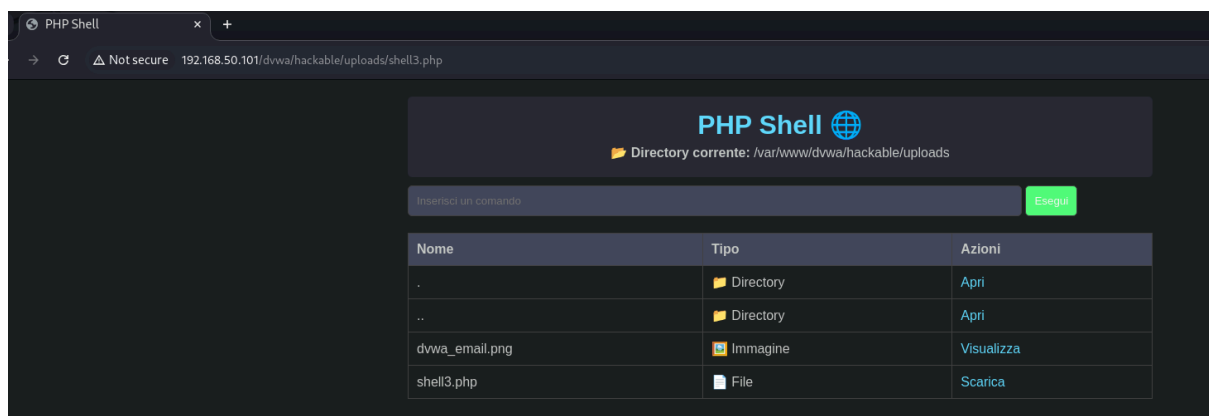 PHP Shell
Not secure 192.168.50.101/dvwa/hackable/uploads/shell3.php
PHP Shell 🌐
📂 Directory corrente: /var/www/dvwa/hackable/uploads
Inserisci un comando Esegui
Nome Tipo Azioni
. 📁 Directory Apri
.. 📁 Directory Apri
dvwa_email.png 🖼️ Immagine Visualizza
shell3.php 📄 File Scarica